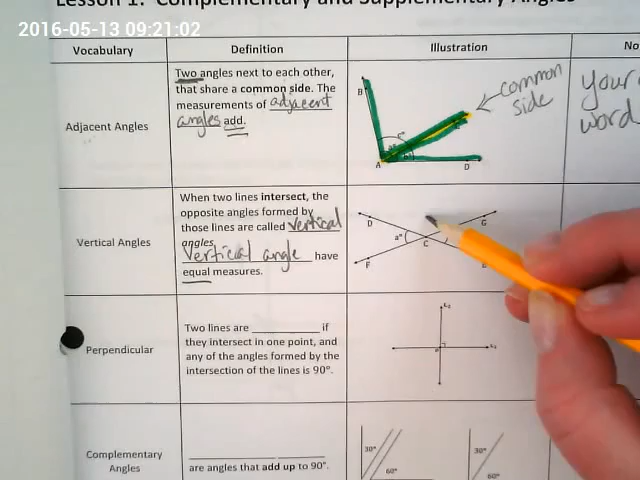 Lesson 1: Complementary and Supplementary Angles
2016-05-13 09:21:02
Vocabulary
Definition
Illustration
No
Adjacent Angles
Two angles next to each other,
that share a common side. The
measurements of adjacent
angles add.
B
C
A
D
common
side
your
word
Vertical Angles
When two lines intersect, the
opposite angles formed by
those lines are called vertical
angles.
Vertical angle have
equal measures.
D
G
a°
C
F
E
Perpendicular
Two lines are ____________ if
they intersect in one point, and
any of the angles formed by the
intersection of the lines is 90°.
Complementary
Angles
____________ ________
are angles that add up to 90°.
30°
60°
30°
60°